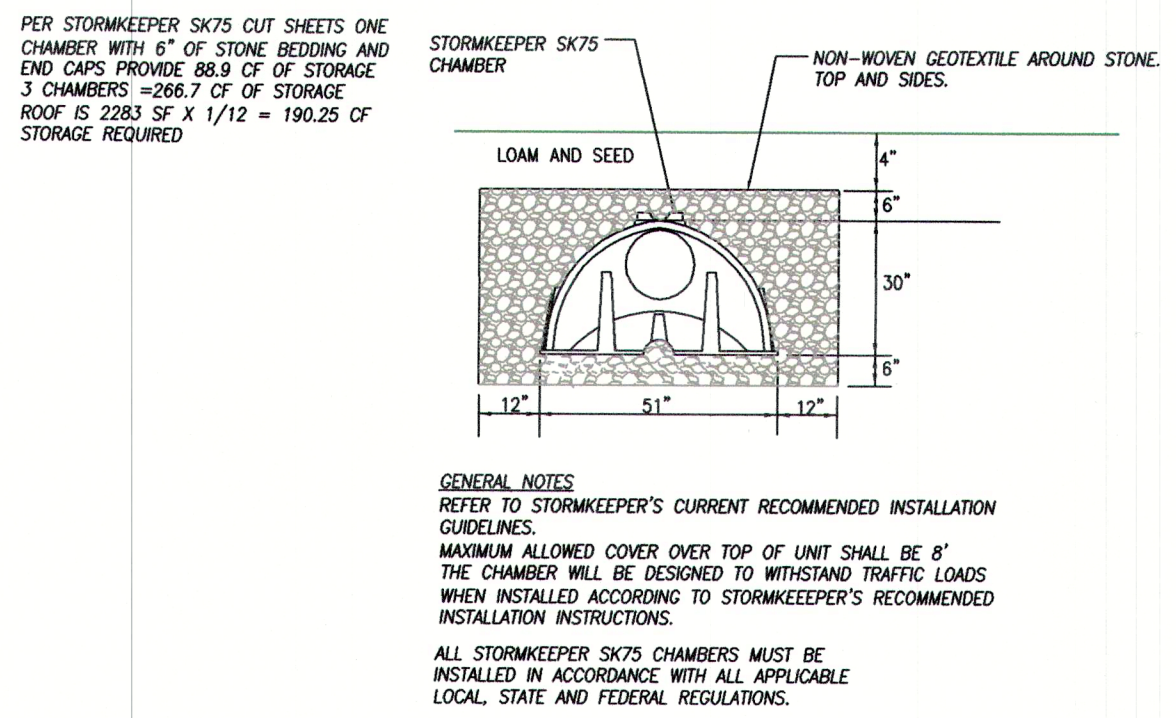 PER STORMKEEPER SK75 CUT SHEETS ONE
CHAMBER WITH 6" OF STONE BEDDING AND
END CAPS PROVIDE 88.9 CF OF STORAGE
3 CHAMBERS =266.7 CF OF STORAGE
ROOF IS 2283 SF X 1/12 = 190.25 CF
STORAGE REQUIRED
STORMKEEPER SK75
CHAMBER
NON-WOVEN GEOTEXTILE AROUND STONE.
TOP AND SIDES.
LOAM AND SEED
4"
6"
30"
6"
12"
51"
12"
GENERAL NOTES
REFER TO STORMKEEPER'S CURRENT RECOMMENDED INSTALLATION
GUIDELINES.
MAXIMUM ALLOWED COVER OVER TOP OF UNIT SHALL BE 8'
THE CHAMBER WILL BE DESIGNED TO WITHSTAND TRAFFIC LOADS
WHEN INSTALLED ACCORDING TO STORMKEEEPER'S RECOMMENDED
INSTALLATION INSTRUCTIONS.
ALL STORMKEEPER SK75 CHAMBERS MUST BE
INSTALLED IN ACCORDANCE WITH ALL APPLICABLE
LOCAL, STATE AND FEDERAL REGULATIONS.